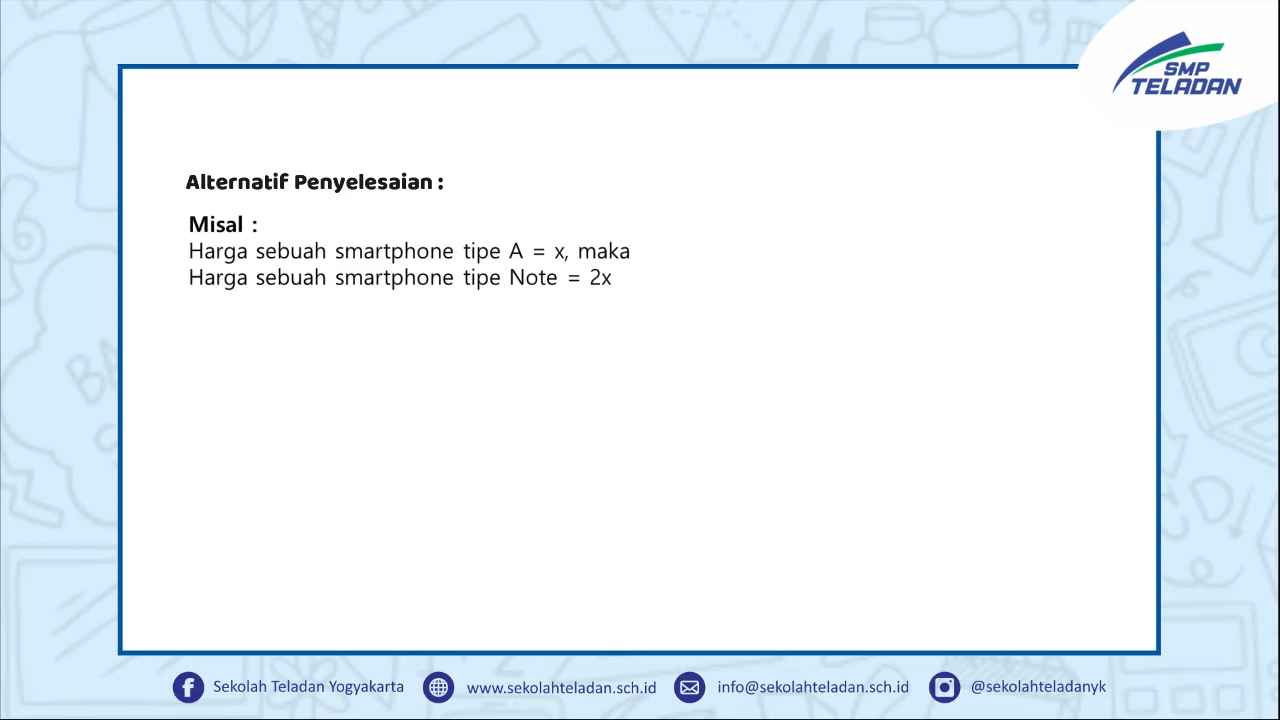 SMP
TELADAN
Alternatif Penyelesaian :
Misal :
Harga sebuah smartphone tipe A = x, maka
Harga sebuah smartphone tipe Note = 2x
Sekolah Teladan Yogyakarta
www.sekolahteladan.sch.id
info@sekolahteladan.sch.id
@sekolahteladanyk